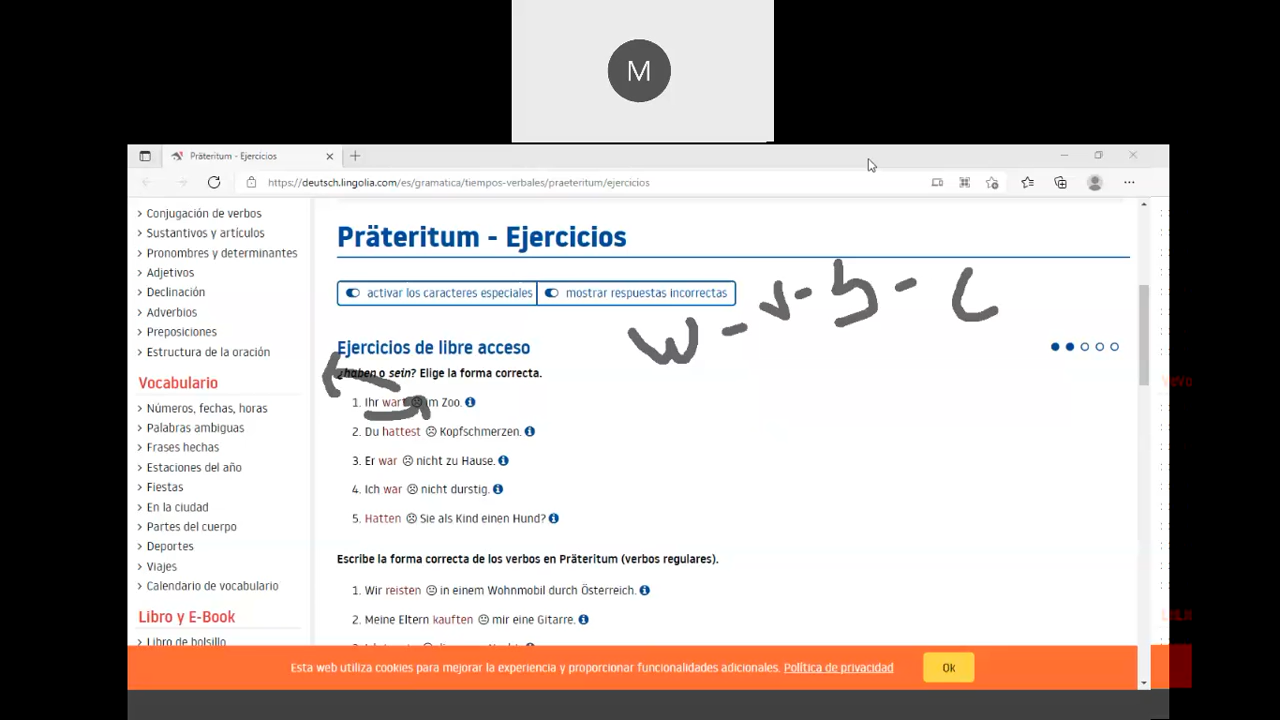 M
Präteritum - Ejercicios
https://deutsch.lingolia.com/es/gramatica/tiempos-verbales/praeteritum/ejercicios
Conjugación de verbos
Sustantivos y artículos
Pronombres y determinantes
Adjetivos
Declinación
Adverbios
Preposiciones
Estructura de la oración
Vocabulario
Números, fechas, horas
Palabras ambiguas
Frases hechas
Estaciones del año
Fiestas
En la ciudad
Partes del cuerpo
Deportes
Viajes
Calendario de vocabulario
Libro y E-Book
Libro de bolsillo
Präteritum - Ejercicios
activar los caracteres especiales
mostrar respuestas incorrectas
w - v - b - c
Ejercicios de libre acceso
¿haben o sein? Elige la forma correcta.
1. Ihr wart im Zoo.
2. Du hattest Kopfschmerzen.
3. Er war nicht zu Hause.
4. Ich war nicht durstig.
5. Hatten Sie als Kind einen Hund?
Escribe la forma correcta de los verbos en Präteritum (verbos regulares).
1. Wir reisten in einem Wohnmobil durch Österreich.
2. Meine Eltern kauften mir eine Gitarre.
Esta web utiliza cookies para mejorar la experiencia y proporcionar funcionalidades adicionales. Política de privacidad
Ok